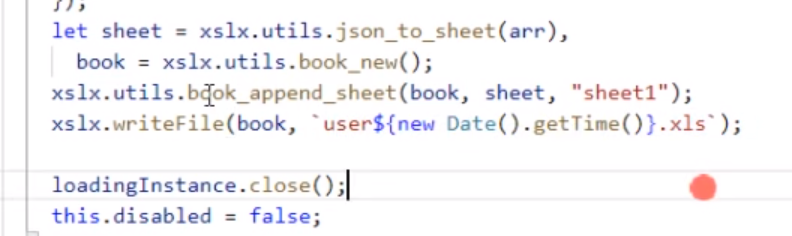 });
let sheet = xslx.utils.json_to_sheet(arr),
book = xslx.utils.book_new();
xslx.utils.book_append_sheet(book, sheet, "sheet1");
xslx.writeFile(book, `user${new Date().getTime()}.xls`);
loadingInstance.close();
this.disabled = false;